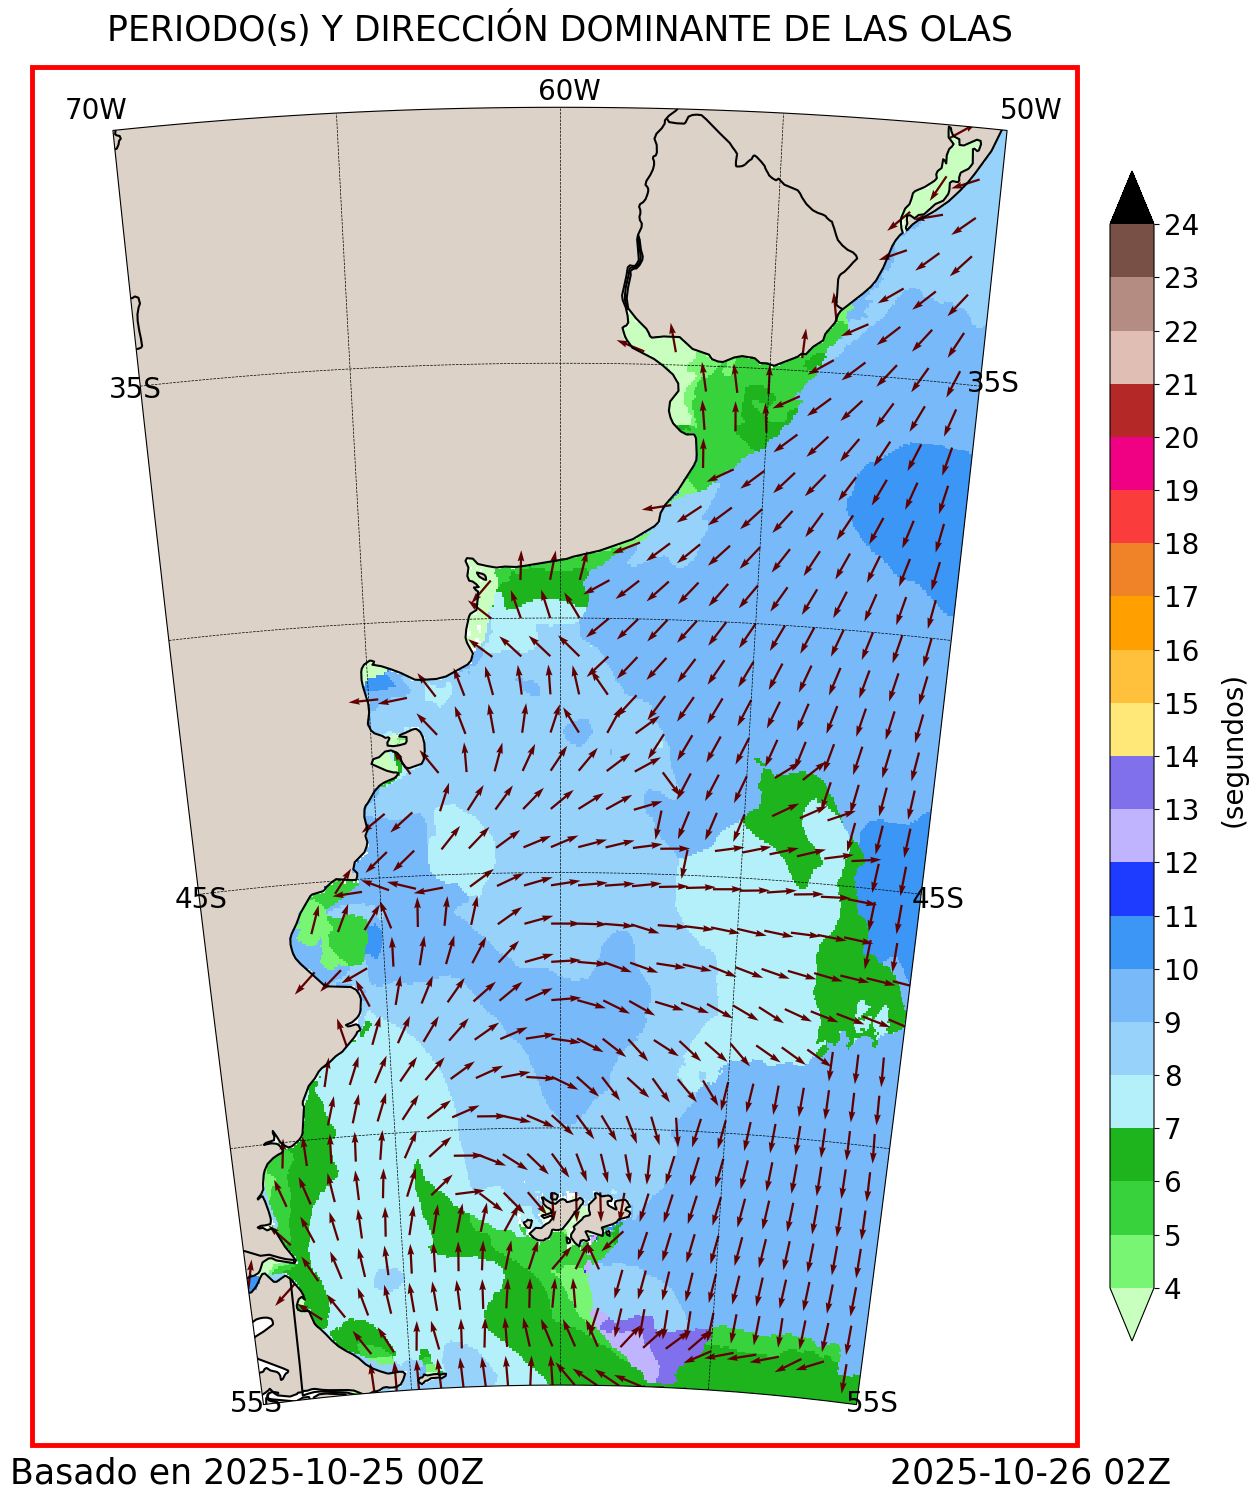 PERIODO(s) Y DIRECCIÓN DOMINANTE DE LAS OLAS
70W
60W
50W
35S
35S
45S
45S
55S
55S
24
23
22
21
20
19
18
17
16
15
14
13
12
11
10
9
8
7
6
5
4
(segundos)
Basado en 2025-10-25 00Z
2025-10-26 02Z